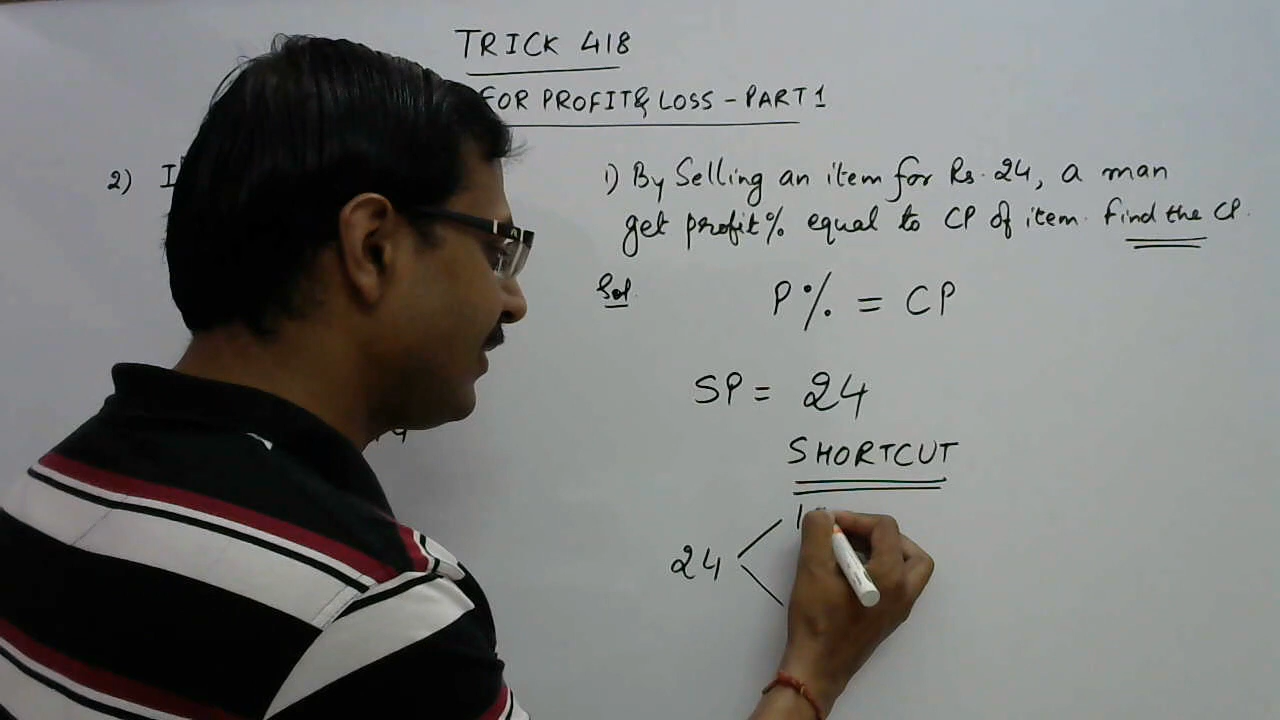 TRICK 418
FOR PROFIT & LOSS - PART 1
2) I
1) By Selling an item for Rs. 24, a man
get profit% equal to CP of item. Find the CP.
Sol.
P% = CP
SP = 24
SHORTCUT
24